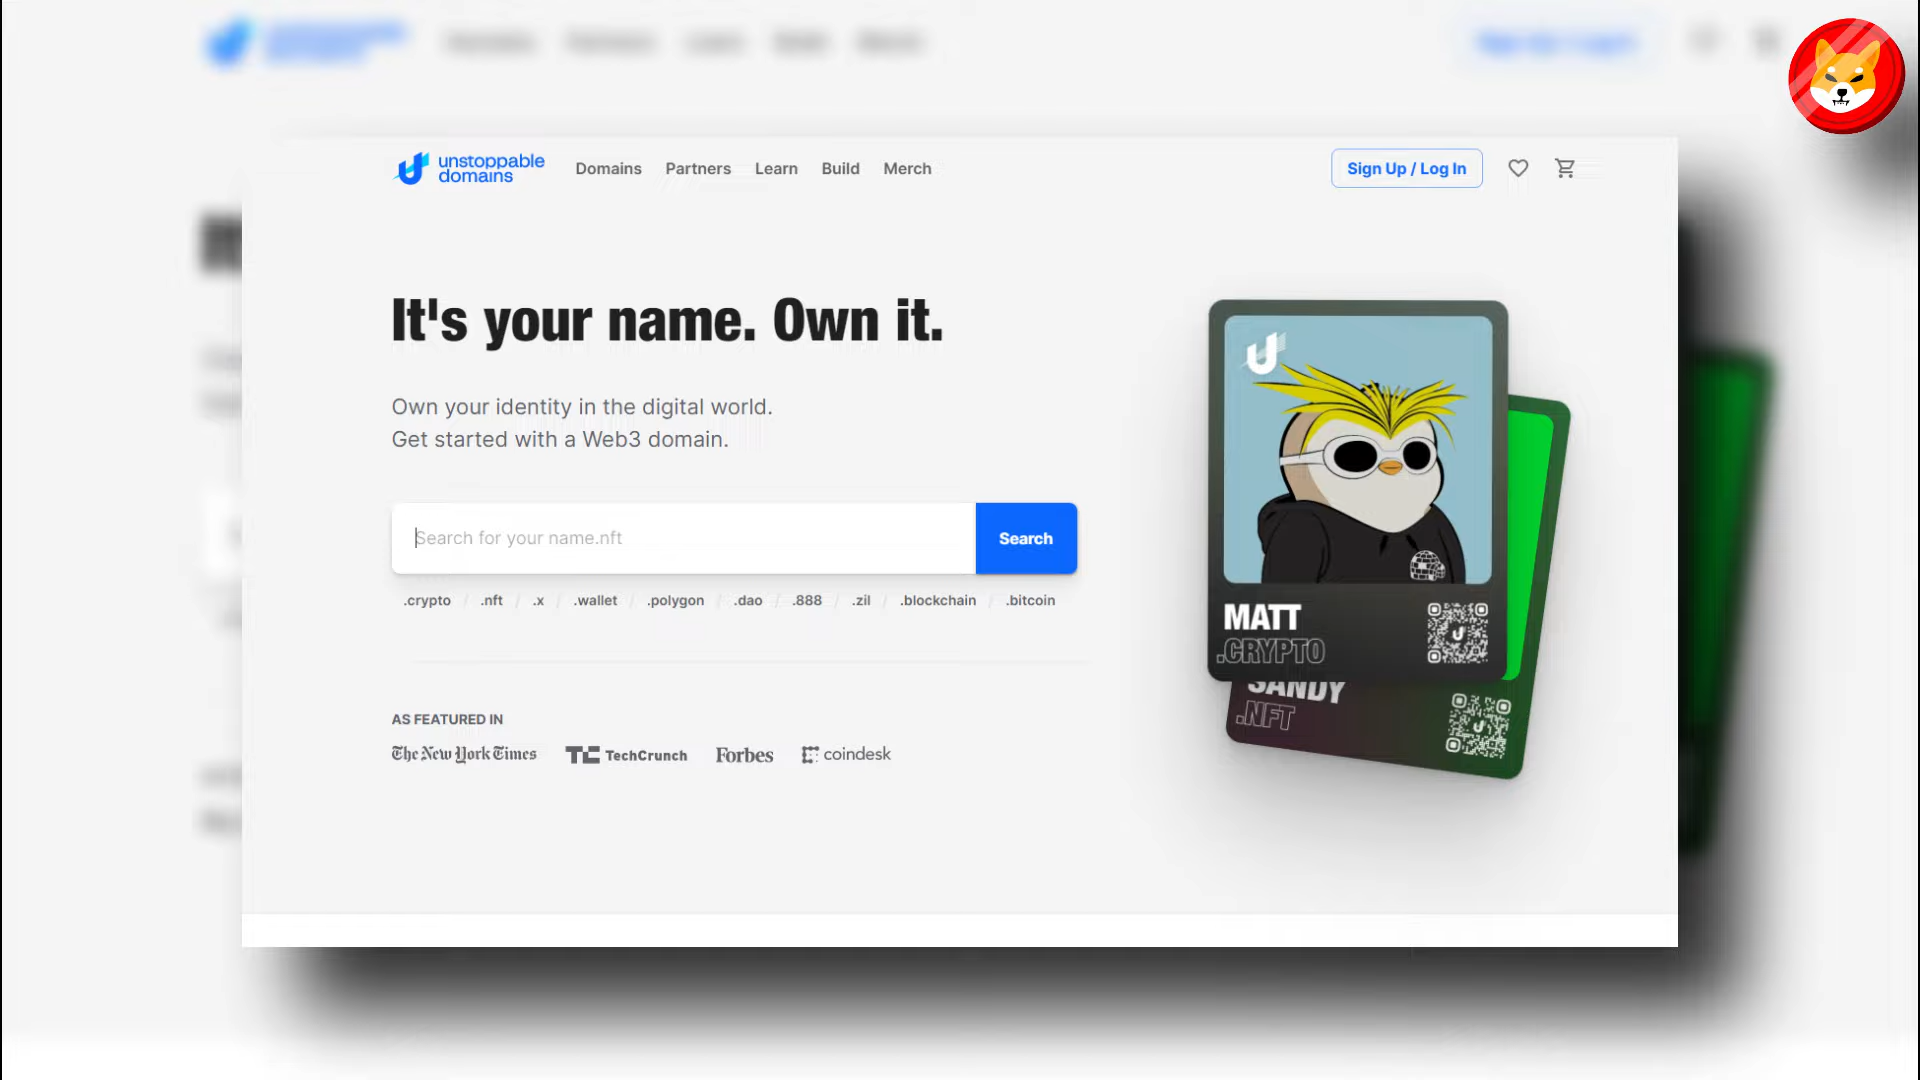 unstoppable
domains
Domains Partners Learn Build Merch
Sign Up / Log In
It's your name. Own it.
Own your identity in the digital world.
Get started with a Web3 domain.
Search for your name.nft
Search
.crypto / .nft / .x / .wallet / .polygon / .dao / .888 / .zil / .blockchain / .bitcoin
AS FEATURED IN
The New York Times TC TechCrunch Forbes coindesk
MATT
.CRYPTO
SANDY
.NFT